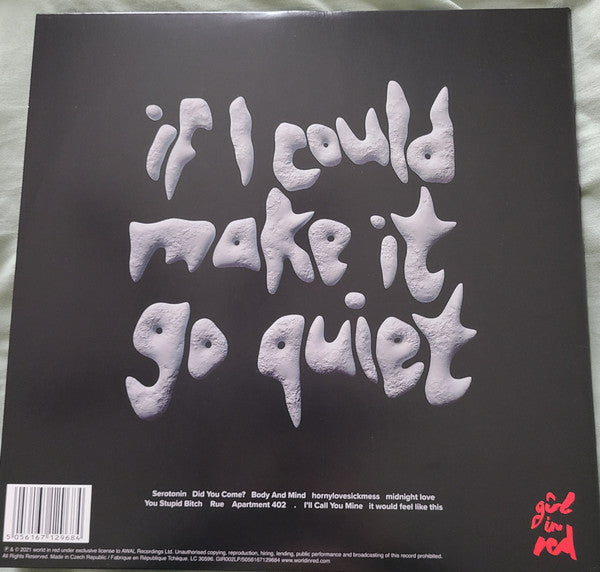 if I could
make it
go quiet
Serotonin Did You Come? Body And Mind hornylovesickmess midnight love
You Stupid Bitch Rue Apartment 402 . I'll Call You Mine it would feel like this
girl
in
red
5 056167 129684
℗ & © 2021 world in red under exclusive license to AWAL Recordings Ltd. Unauthorised copying, reproduction, hiring, lending, public performance and broadcasting of this record prohibited.
All rights reserved. Made in Czech Republic / Fabriqué en République Tchèque. LC 30596. GIR002LP/5056167129684 www.worldinred.com